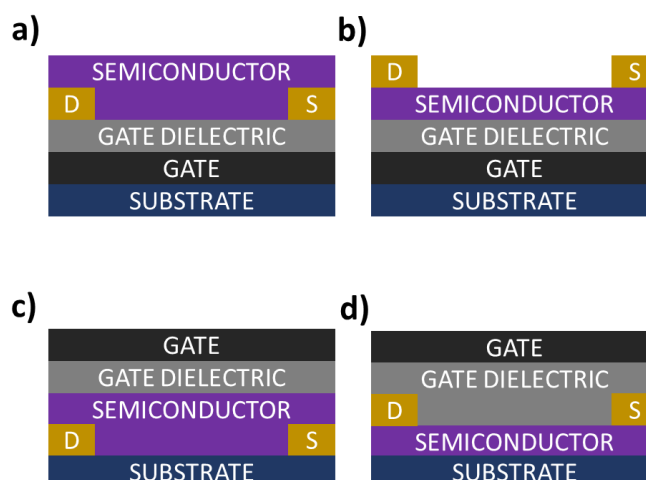 a)
SEMICONDUCTOR
D S
GATE DIELECTRIC
GATE
SUBSTRATE
b)
D S
SEMICONDUCTOR
GATE DIELECTRIC
GATE
SUBSTRATE
c)
GATE
GATE DIELECTRIC
SEMICONDUCTOR
D S
SUBSTRATE
d)
GATE
GATE DIELECTRIC
D S
SEMICONDUCTOR
SUBSTRATE